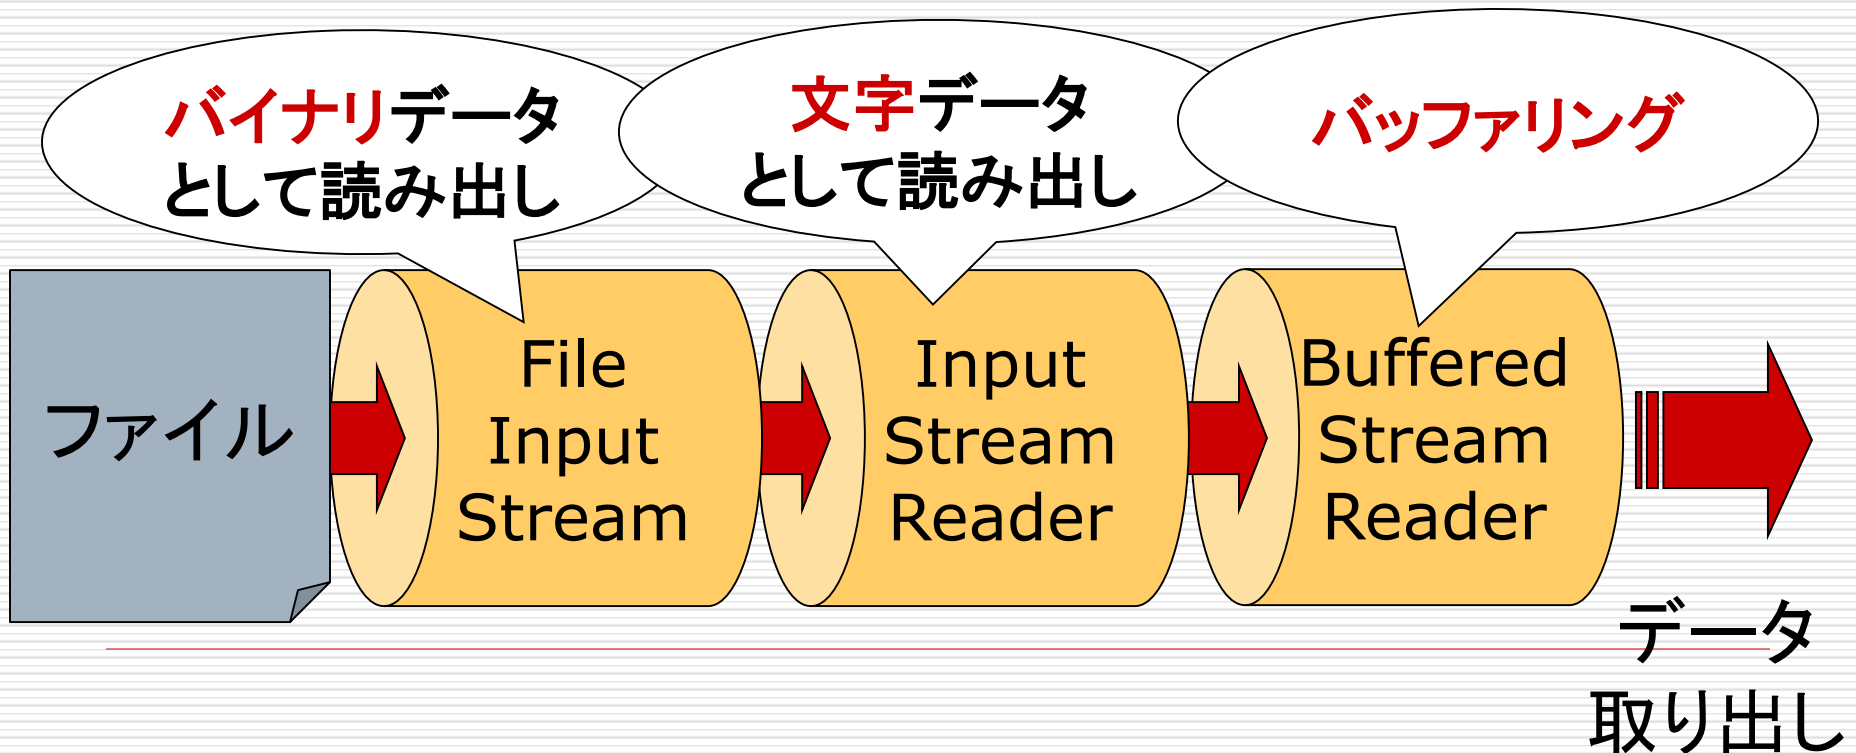 バイナリデータ
として読み出し
文字データ
として読み出し
バッファリング
ファイル
File
Input
Stream
Input
Stream
Reader
Buffered
Stream
Reader
データ
取り出し